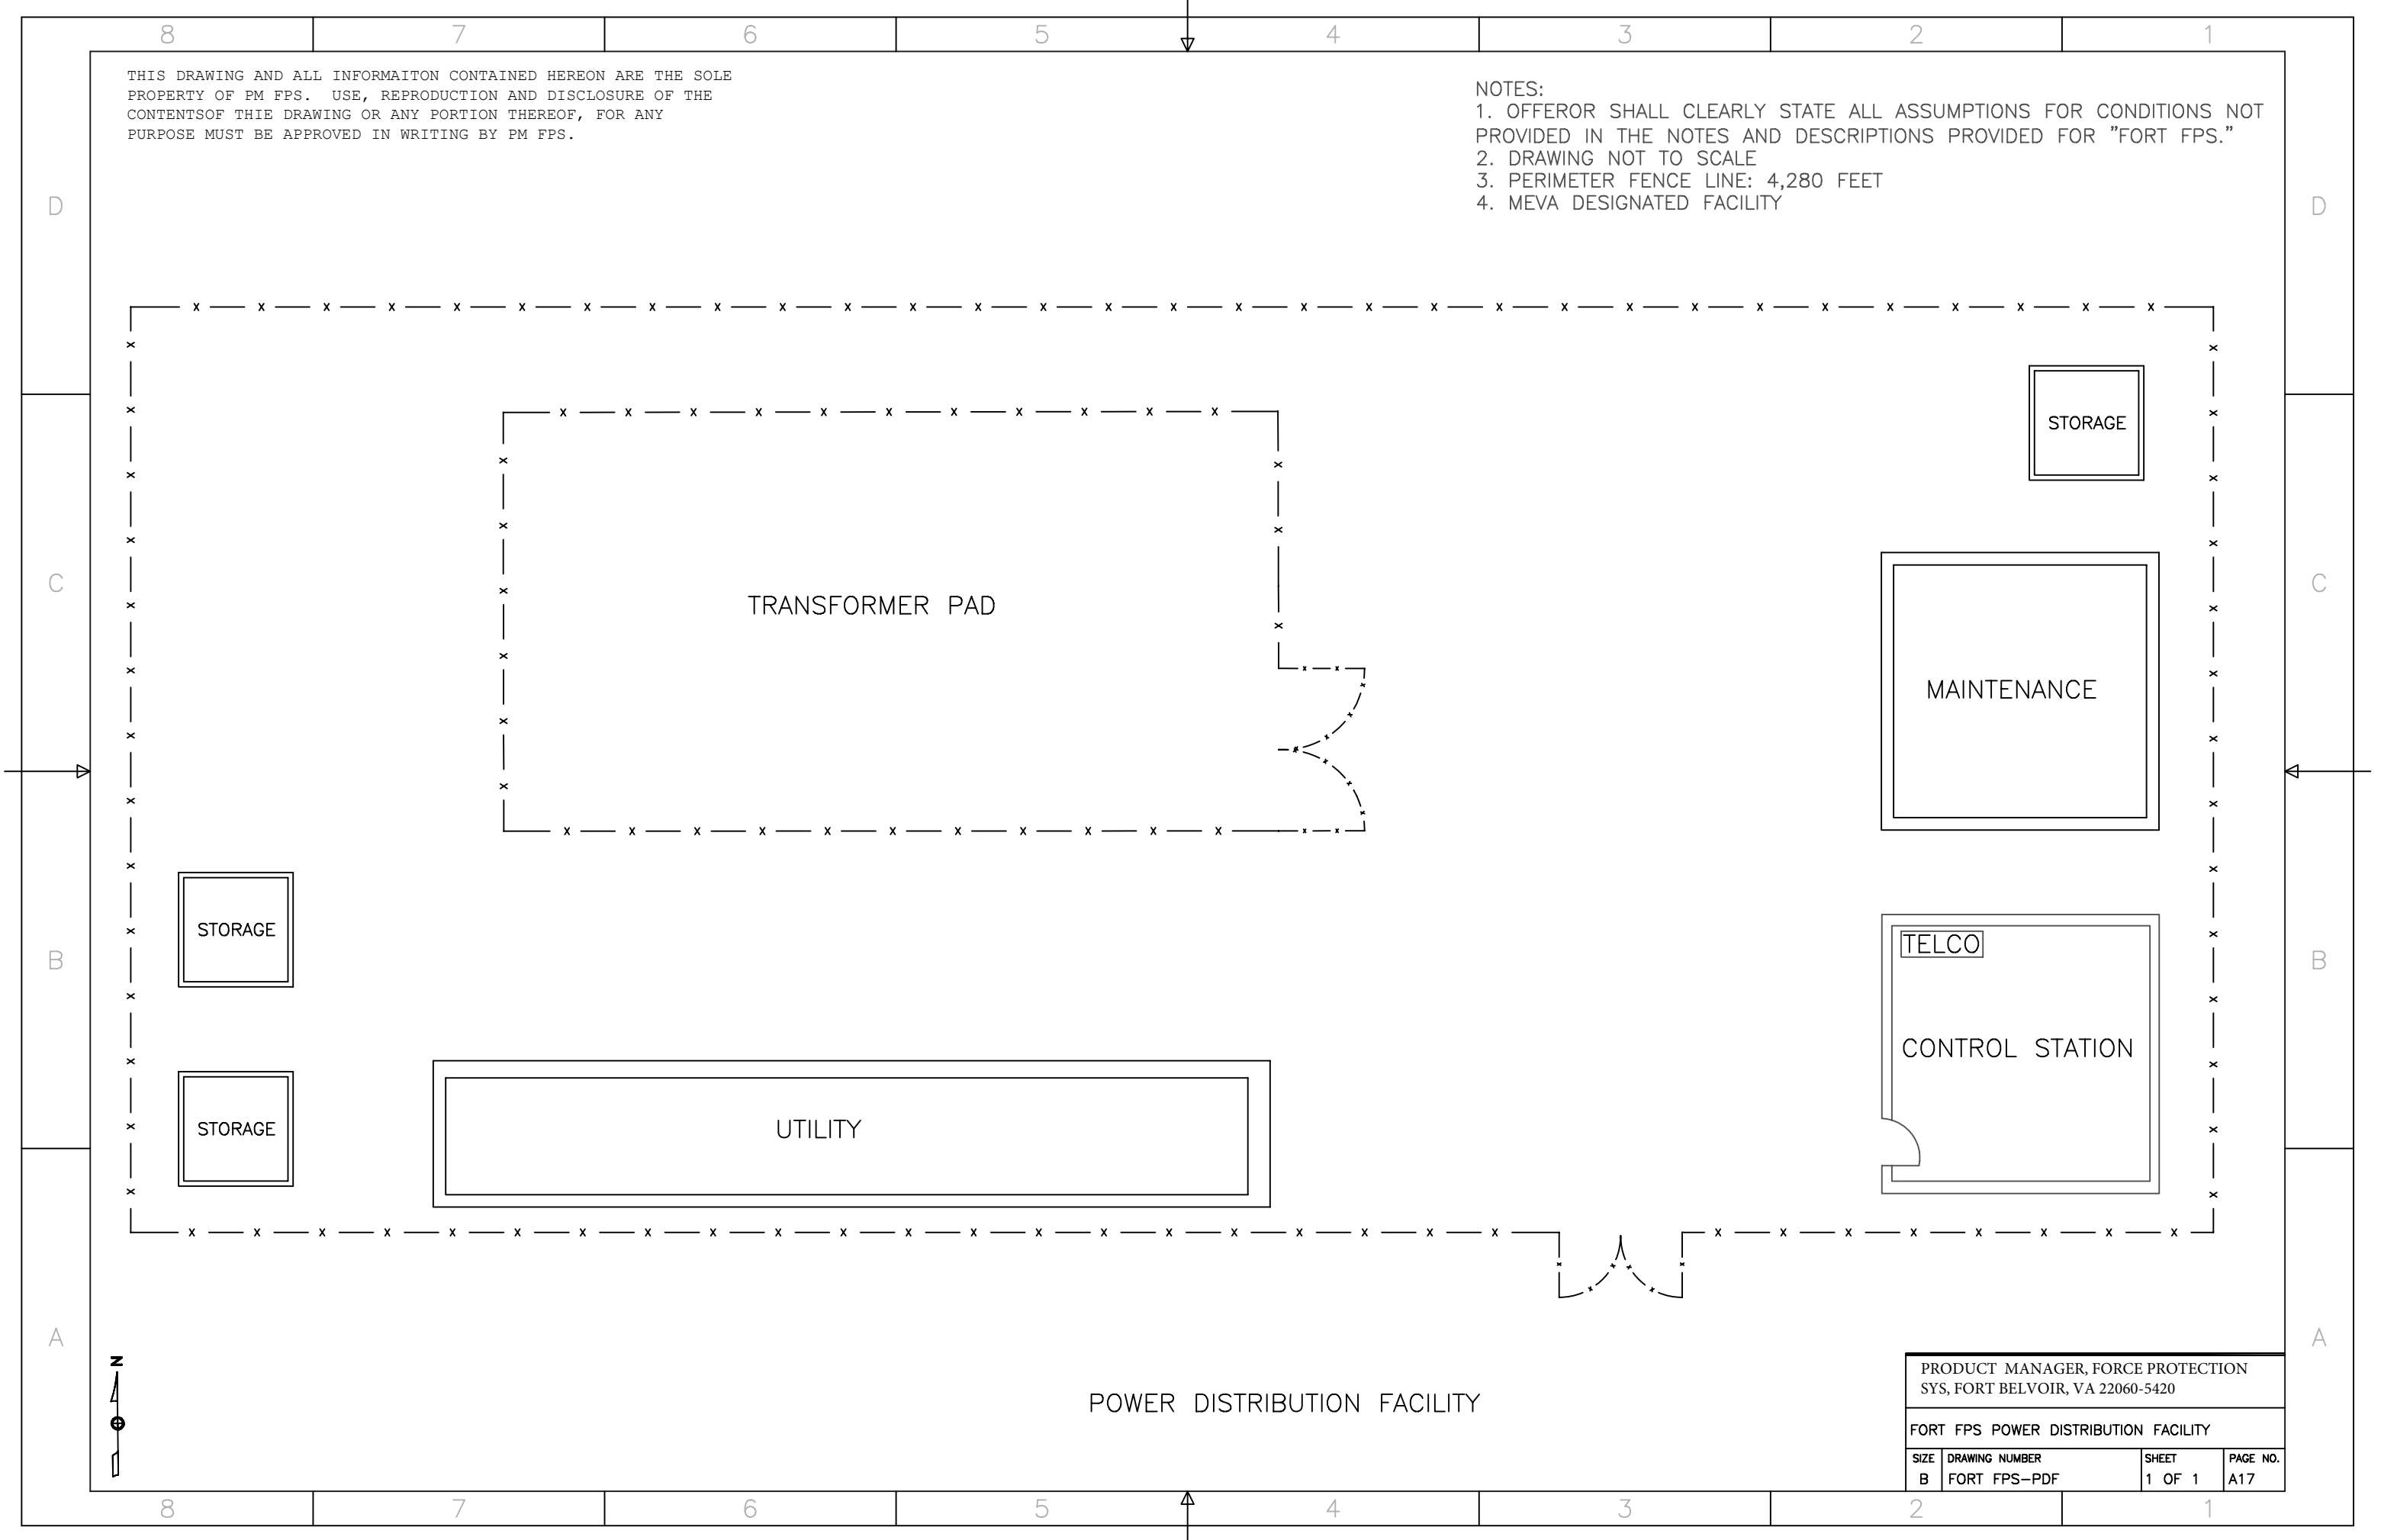 8 7 6 5 4 3 2 1
THIS DRAWING AND ALL INFORMAITON CONTAINED HEREON ARE THE SOLE
PROPERTY OF PM FPS.  USE, REPRODUCTION AND DISCLOSURE OF THE
CONTENTSOF THIE DRAWING OR ANY PORTION THEREOF, FOR ANY
PURPOSE MUST BE APPROVED IN WRITING BY PM FPS.
NOTES:
1. OFFEROR SHALL CLEARLY STATE ALL ASSUMPTIONS FOR CONDITIONS NOT
PROVIDED IN THE NOTES AND DESCRIPTIONS PROVIDED FOR "FORT FPS."
2. DRAWING NOT TO SCALE
3. PERIMETER FENCE LINE: 4,280 FEET
4. MEVA DESIGNATED FACILITY
D D
STORAGE
C C
TRANSFORMER PAD
MAINTENANCE
STORAGE
TELCO
B B
CONTROL STATION
STORAGE
UTILITY
A A
N
POWER DISTRIBUTION FACILITY
PRODUCT MANAGER, FORCE PROTECTION
SYS, FORT BELVOIR, VA 22060-5420
FORT FPS POWER DISTRIBUTION FACILITY
SIZE DRAWING NUMBER SHEET PAGE NO.
B FORT FPS-PDF 1 OF 1 A17
8 7 6 5 4 3 2 1